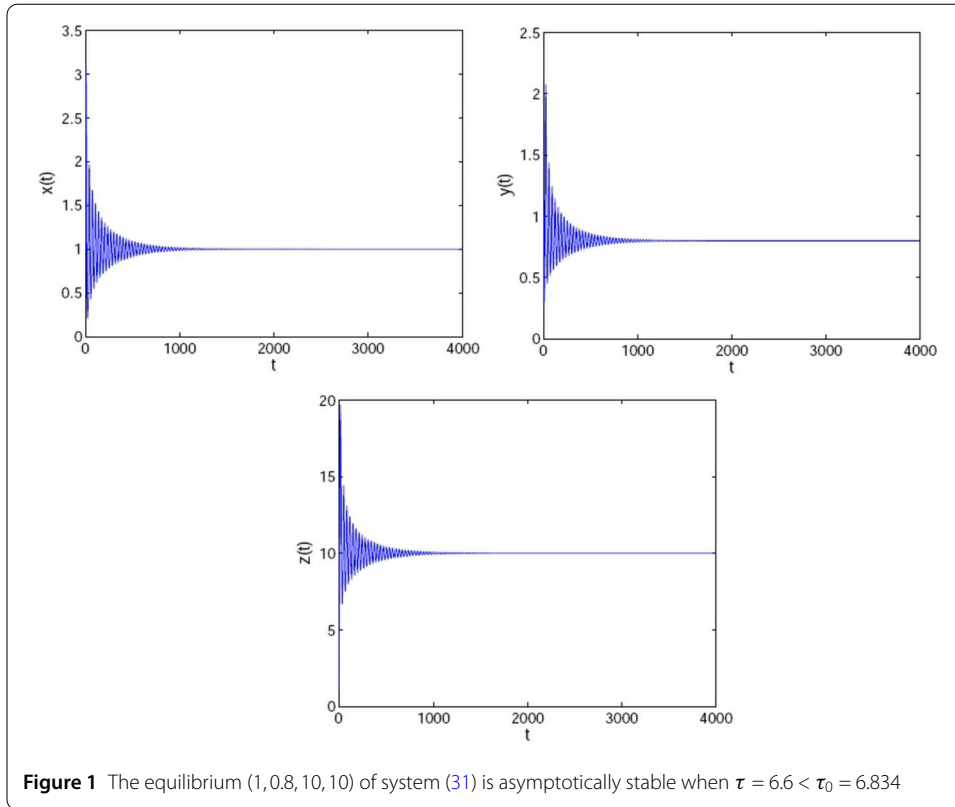 3.5
3
2.5
2
1.5
1
0.5
0
x(t)
0 1000 2000 3000 4000
t
2.5
2
1.5
1
0.5
0
y(t)
0 1000 2000 3000 4000
t
20
15
10
5
0
z(t)
0 1000 2000 3000 4000
t
Figure 1 The equilibrium (1, 0.8, 10, 10) of system (31) is asymptotically stable when τ = 6.6 < τ₀ = 6.834